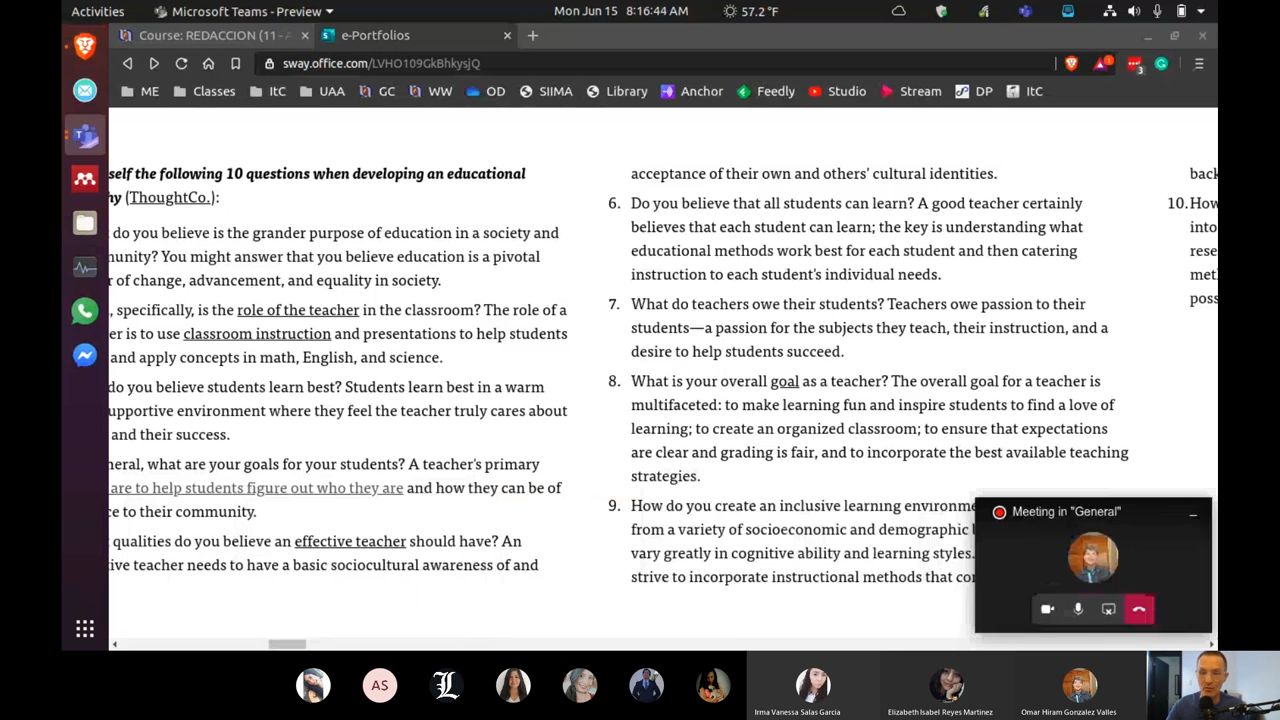 Activities
Microsoft Teams - Preview
Mon Jun 15 8:16:44 AM
57.2 °F
Course: REDACCION (11 - A
e-Portfolios
sway.office.com/LVHO109GkBhkysjQ
1
3
ME
Classes
ItC
UAA
GC
WW
OD
SIIMA
Library
Anchor
Feedly
Studio
Stream
DP
ItC
self the following 10 questions when developing an educational
hy (ThoughtCo.):
do you believe is the grander purpose of education in a society and
munity? You might answer that you believe education is a pivotal
r of change, advancement, and equality in society.
, specifically, is the role of the teacher in the classroom? The role of a
er is to use classroom instruction and presentations to help students
and apply concepts in math, English, and science.
do you believe students learn best? Students learn best in a warm
upportive environment where they feel the teacher truly cares about
and their success.
neral, what are your goals for your students? A teacher's primary
are to help students figure out who they are and how they can be of
ce to their community.
qualities do you believe an effective teacher should have? An
tive teacher needs to have a basic sociocultural awareness of and
acceptance of their own and others' cultural identities.
6. Do you believe that all students can learn? A good teacher certainly
believes that each student can learn; the key is understanding what
educational methods work best for each student and then catering
instruction to each student's individual needs.
7. What do teachers owe their students? Teachers owe passion to their
students—a passion for the subjects they teach, their instruction, and a
desire to help students succeed.
8. What is your overall goal as a teacher? The overall goal for a teacher is
multifaceted: to make learning fun and inspire students to find a love of
learning; to create an organized classroom; to ensure that expectations
are clear and grading is fair, and to incorporate the best available teaching
strategies.
9. How do you create an inclusive learning environme
from a variety of socioeconomic and demographic
vary greatly in cognitive ability and learning styles.
strive to incorporate instructional methods that co
back
10. How
into
rese
met
poss
Meeting in "General"
AS
L
Irma Vanessa Salas Garcia
Elizabeth Isabel Reyes Martinez
Omar Hiram Gonzalez Valles